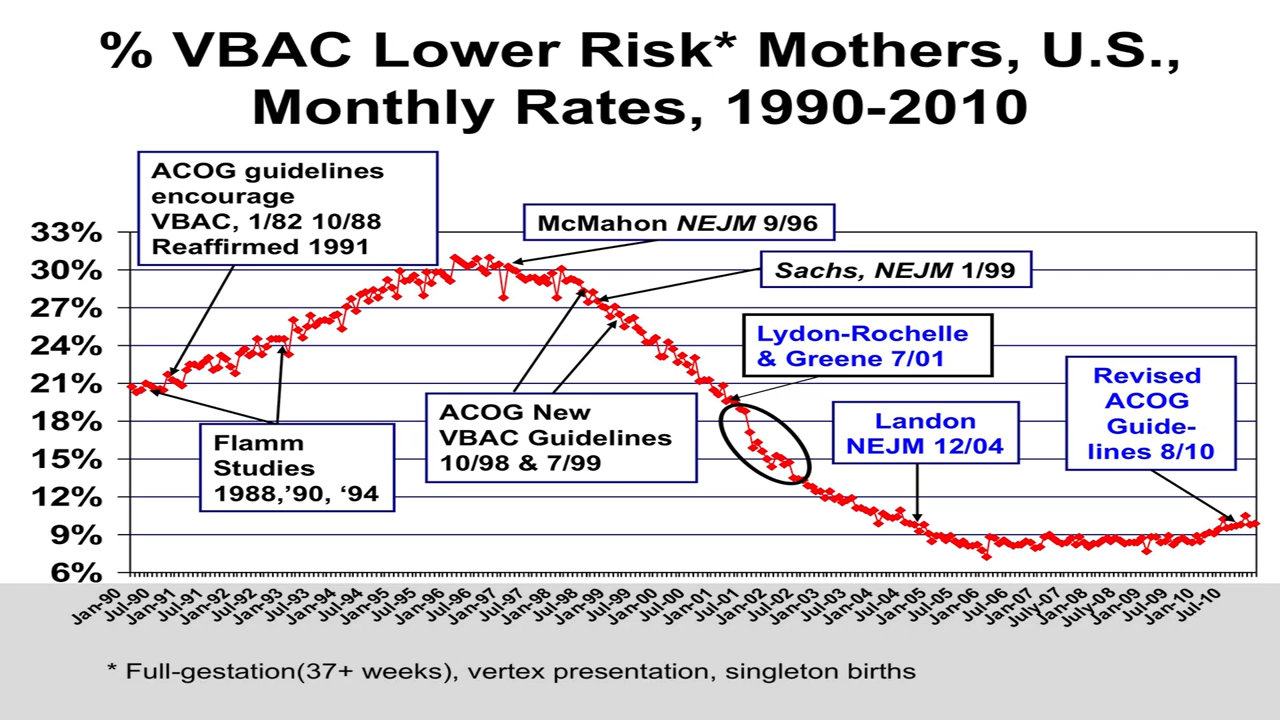 % VBAC Lower Risk* Mothers, U.S.,
Monthly Rates, 1990-2010
ACOG guidelines
encourage
VBAC, 1/82 10/88
Reaffirmed 1991
McMahon NEJM 9/96
Sachs, NEJM 1/99
Lydon-Rochelle
& Greene 7/01
Revised
ACOG
Guide-
lines 8/10
Landon
NEJM 12/04
ACOG New
VBAC Guidelines
10/98 & 7/99
Flamm
Studies
1988,’90, ‘94
33%
30%
27%
24%
21%
18%
15%
12%
9%
6%
Jan-90
Jul-90
Jan-91
Jul-91
Jan-92
Jul-92
Jan-93
Jul-93
Jan-94
Jul-94
Jan-95
Jul-95
Jan-96
Jul-96
Jan-97
Jul-97
Jan-98
Jul-98
Jan-99
Jul-99
Jan-00
Jul-00
Jan-01
Jul-01
Jan-02
Jul-02
Jan-03
Jul-03
Jan-04
Jul-04
Jan-05
Jul-05
Jan-06
Jul-06
Jan-07
July-07
Jan-08
July-08
Jan-09
Jul-09
Jan-10
Jul-10
* Full-gestation(37+ weeks), vertex presentation, singleton births